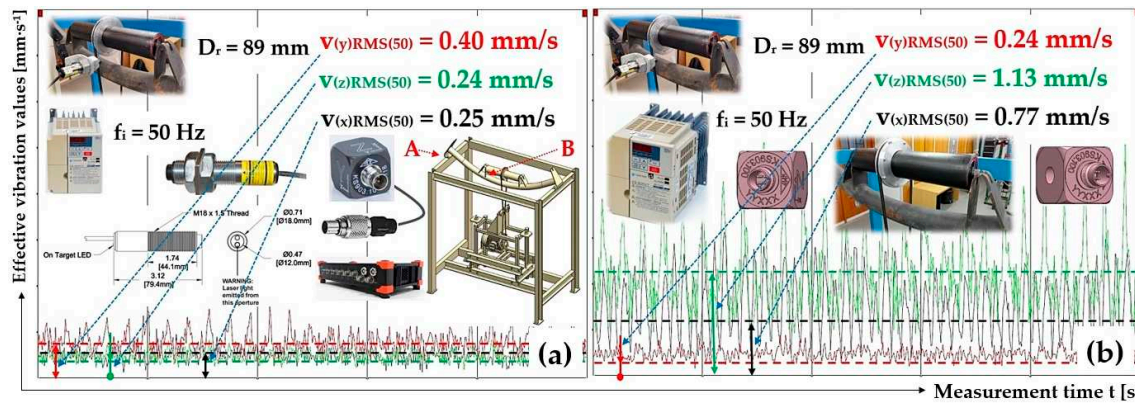 Effective vibration values [mm·s⁻¹]
Dᵣ = 89 mm
v(y)RMS(50) = 0.40 mm/s
v(z)RMS(50) = 0.24 mm/s
fᵢ = 50 Hz
v(x)RMS(50) = 0.25 mm/s
A
B
M18 x 1.5 Thread
Ø0.71
[Ø18.0mm]
On Target LED
1.74
[44.1mm]
Ø0.47
[Ø12.0mm]
3.12
[79.4mm]
WARNING:
Laser light
emitted from
this aperture
(a)
Dᵣ = 89 mm
v(y)RMS(50) = 0.24 mm/s
v(z)RMS(50) = 1.13 mm/s
fᵢ = 50 Hz
v(x)RMS(50) = 0.77 mm/s
(b)
Measurement time t [s